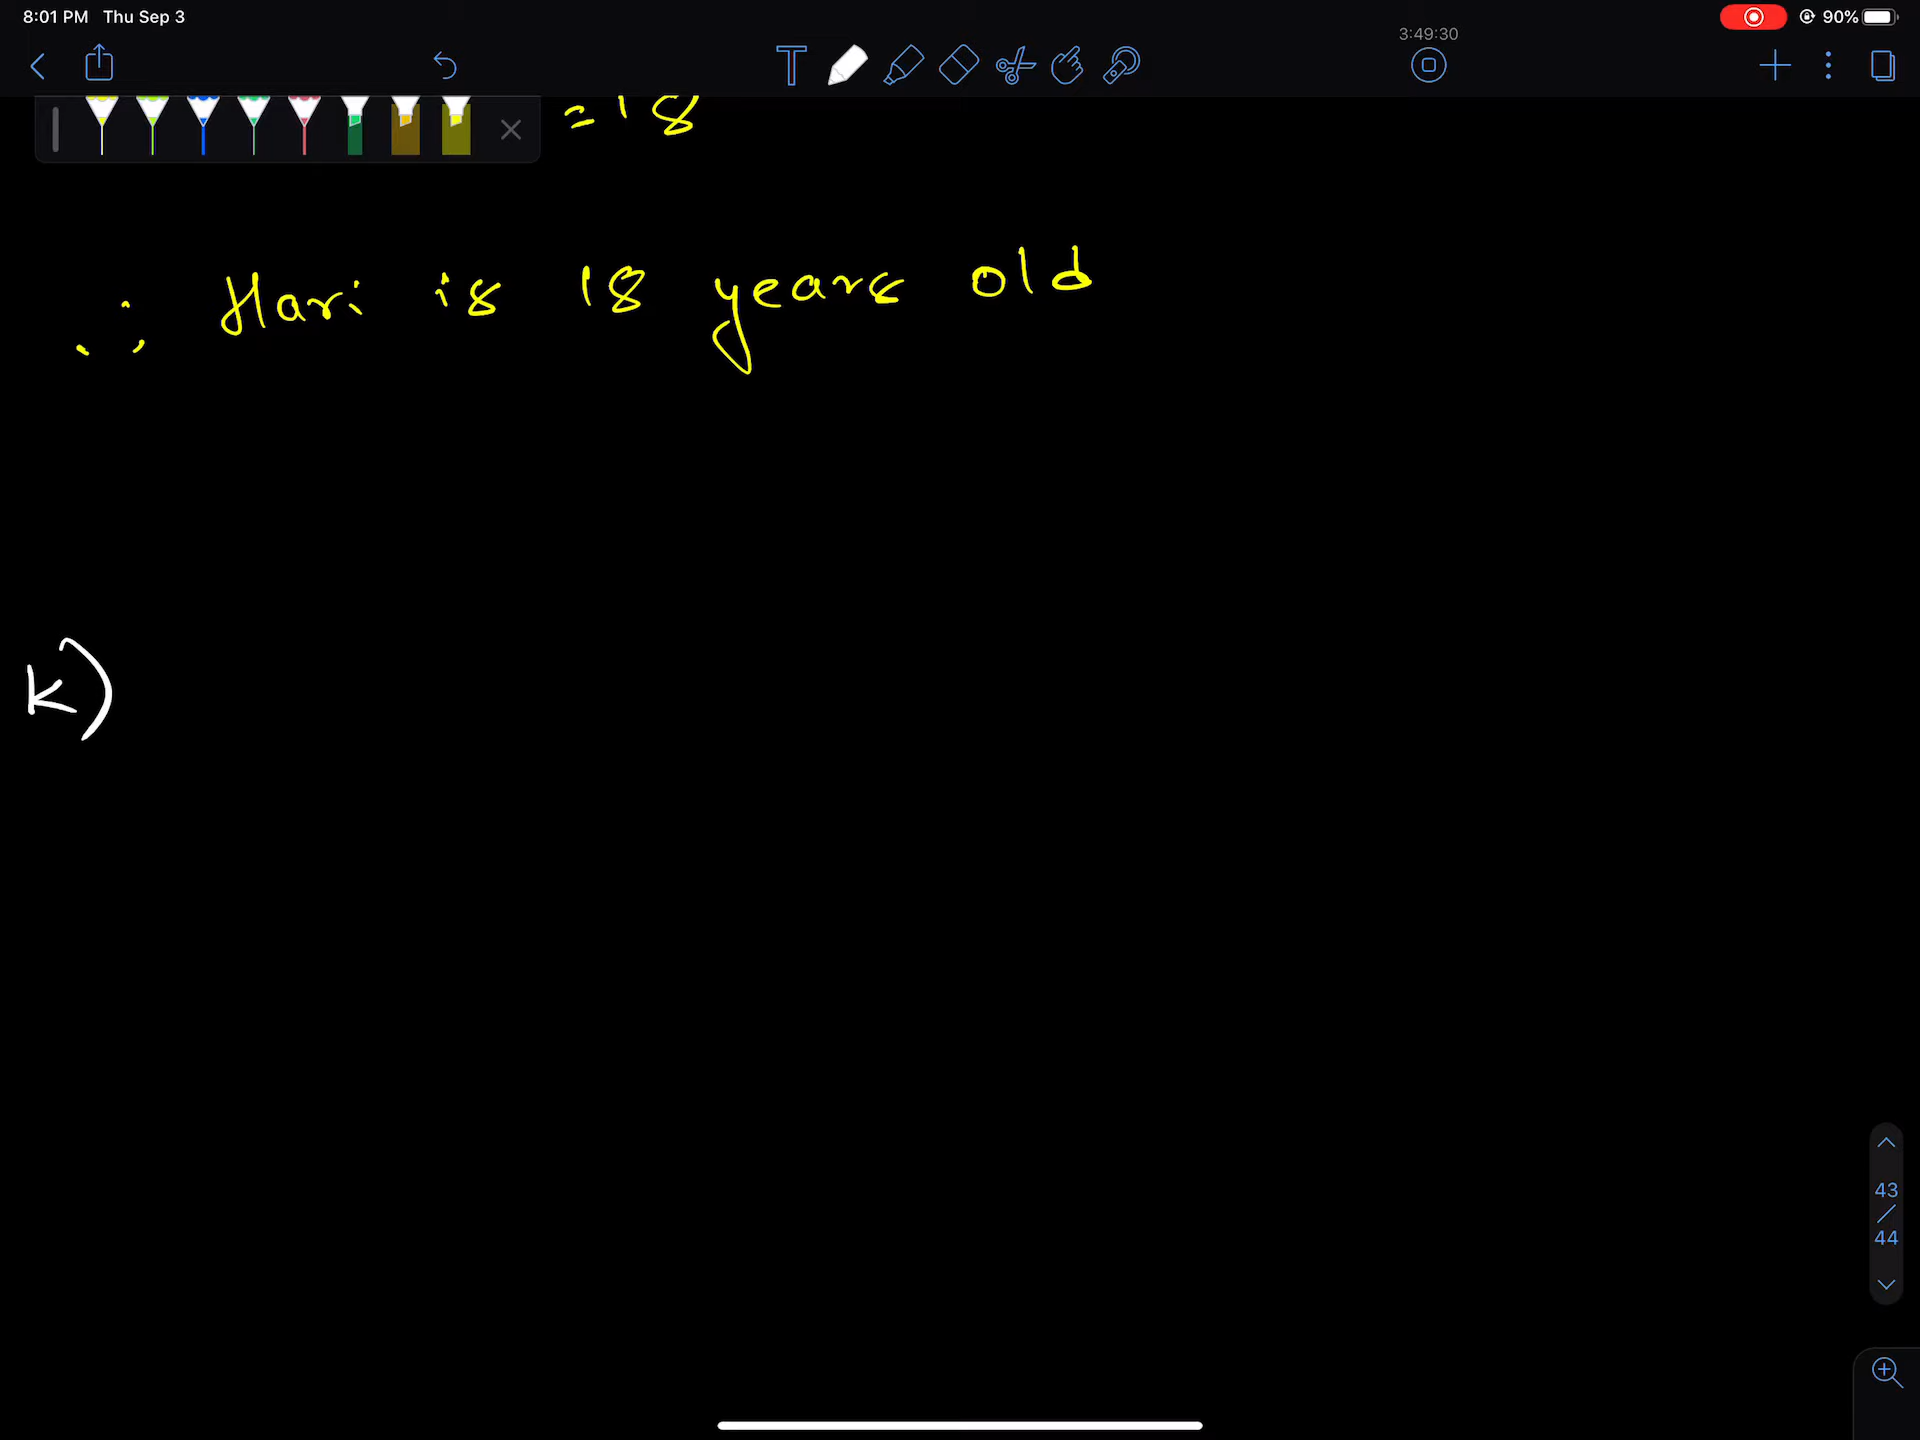 8:01 PM Thu Sep 3
90%
3:49:30
= 18
∴ Hari is 18 years old
K)
43
/
44